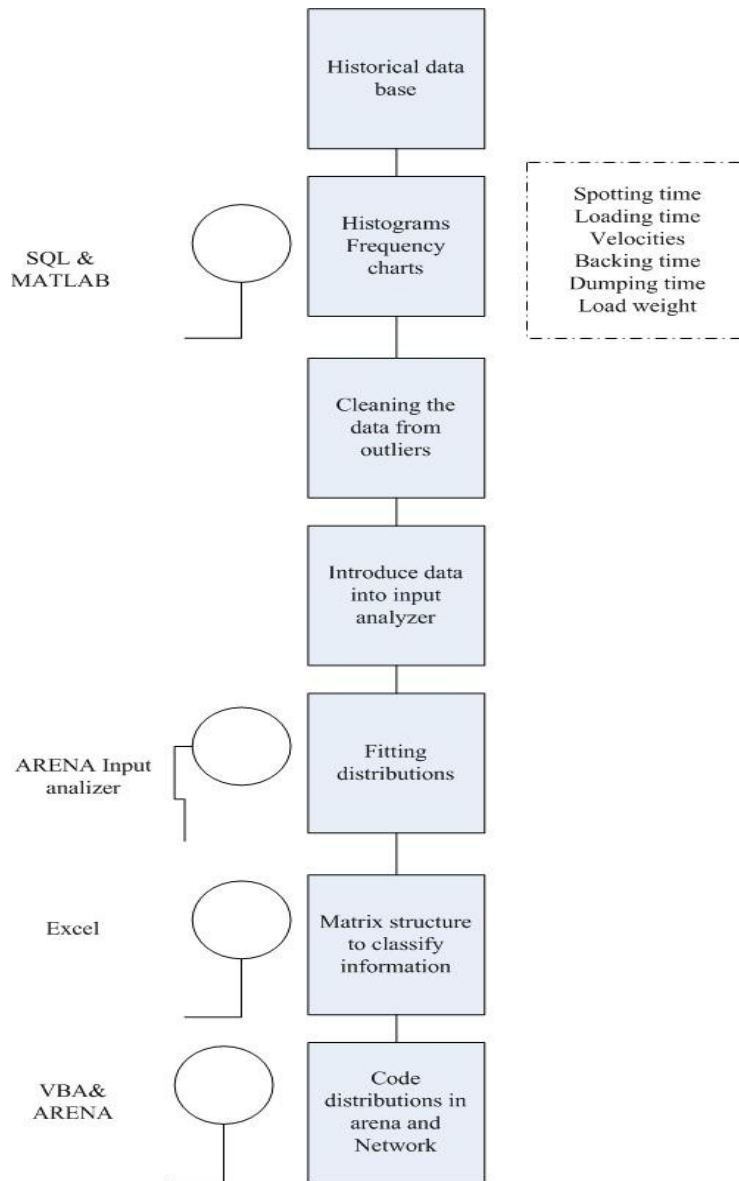 Historical data
base
Histograms
Frequency
charts
Spotting time
Loading time
Velocities
Backing time
Dumping time
Load weight
SQL &
MATLAB
Cleaning the
data from
outliers
Introduce data
into input
analyzer
ARENA Input
analizer
Fitting
distributions
Excel
Matrix structure
to classify
information
VBA&
ARENA
Code
distributions in
arena and
Network